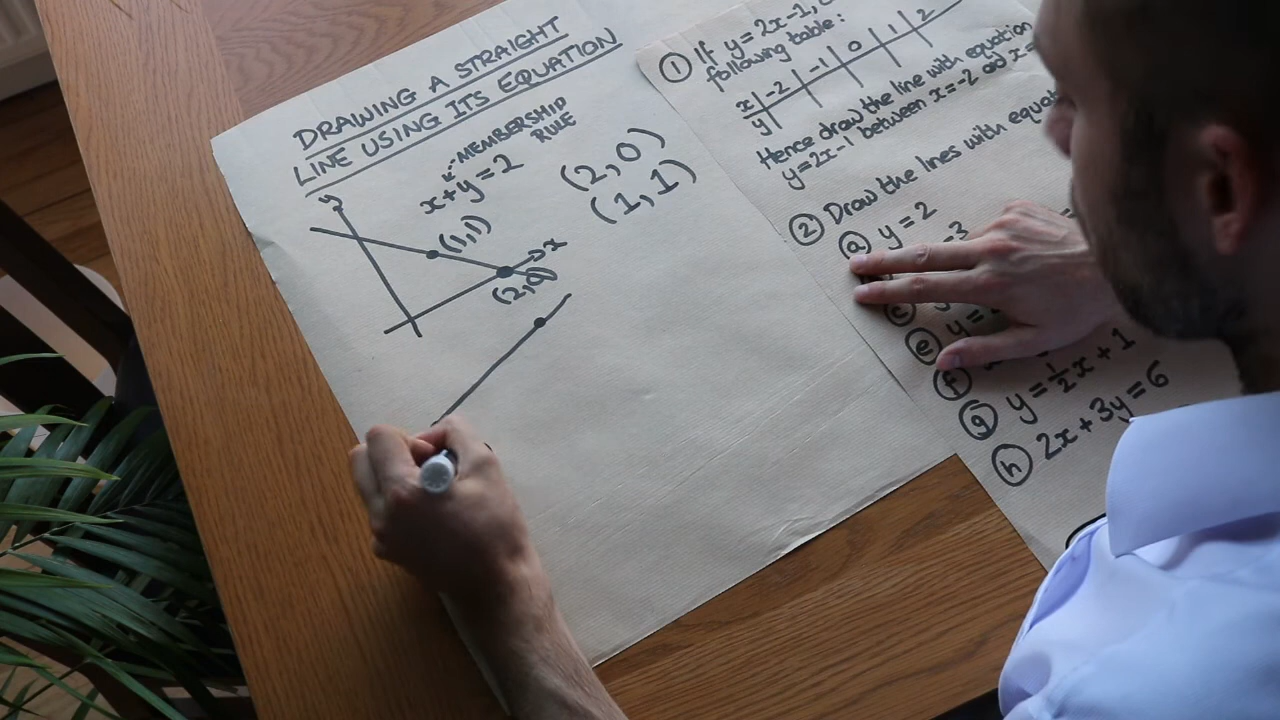 DRAWING A STRAIGHT
LINE USING ITS EQUATION
MEMBERSHIP
RULE
x+y=2
(2,0)
(1,1)
y
(1,1)
x
(2,0)
① If y=2x-1,
following table:
x -2 -1 0 1 2
y
Hence draw the line with equation
y=2x-1 between x=-2 and x=
② Draw the lines with
ⓐ y=2
ⓒ
ⓔ y=
ⓕ
ⓖ y=½x+1
ⓗ 2x+3y=6